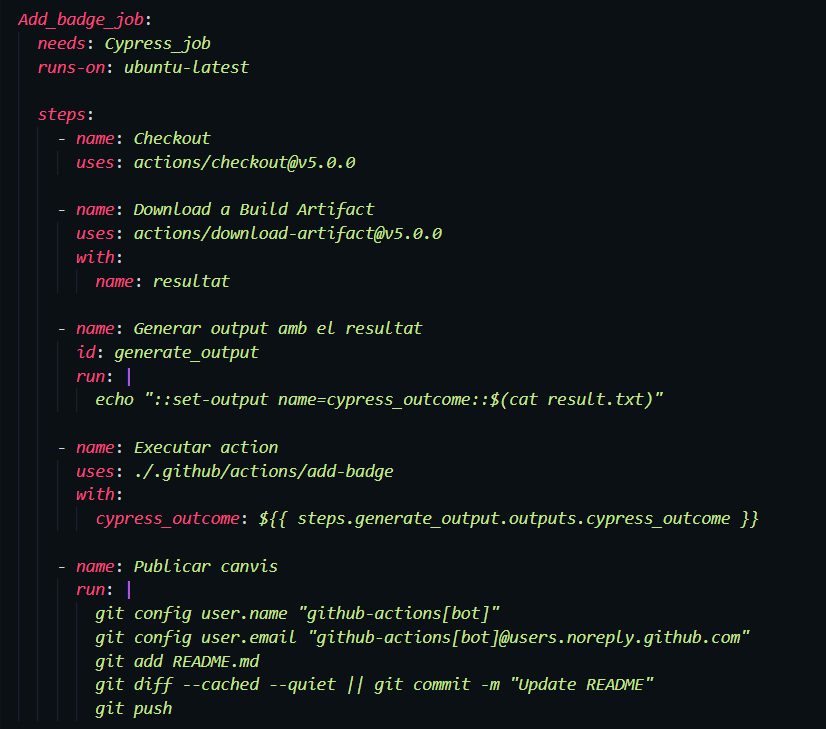 Add_badge_job:
needs: Cypress_job
runs-on: ubuntu-latest
steps:
- name: Checkout
uses: actions/checkout@v5.0.0
- name: Download a Build Artifact
uses: actions/download-artifact@v5.0.0
with:
name: resultat
- name: Generar output amb el resultat
id: generate_output
run: |
echo "::set-output name=cypress_outcome::$(cat result.txt)"
- name: Executar action
uses: ./.github/actions/add-badge
with:
cypress_outcome: ${{ steps.generate_output.outputs.cypress_outcome }}
- name: Publicar canvis
run: |
git config user.name "github-actions[bot]"
git config user.email "github-actions[bot]@users.noreply.github.com"
git add README.md
git diff --cached --quiet || git commit -m "Update README"
git push